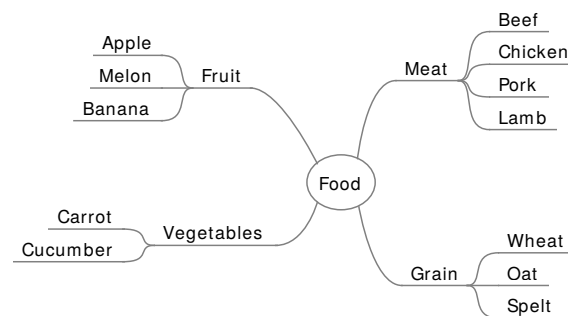 Food
Fruit
Apple
Melon
Banana
Vegetables
Carrot
Cucumber
Meat
Beef
Chicken
Pork
Lamb
Grain
Wheat
Oat
Spelt